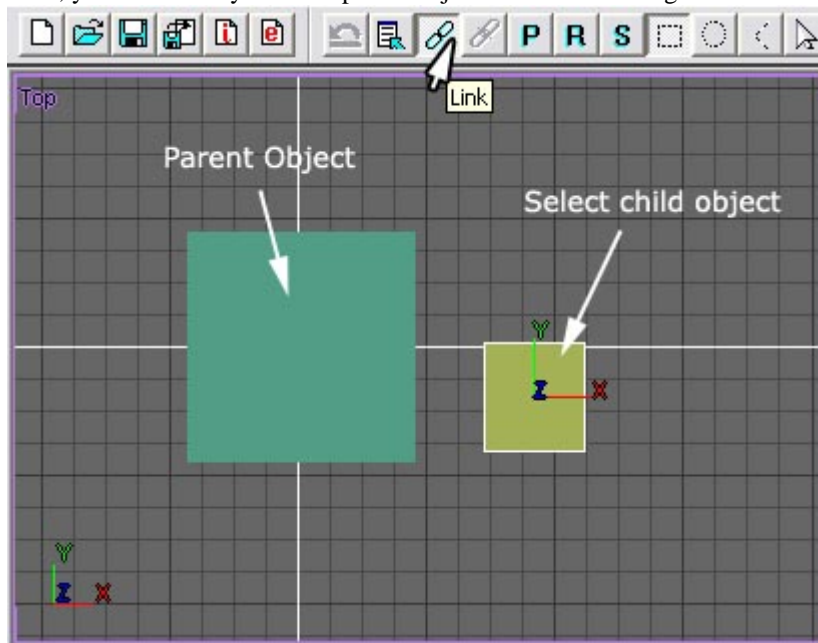 P R S
Link
Top
Parent Object
Select child object
Y
Z X
Y
Z X